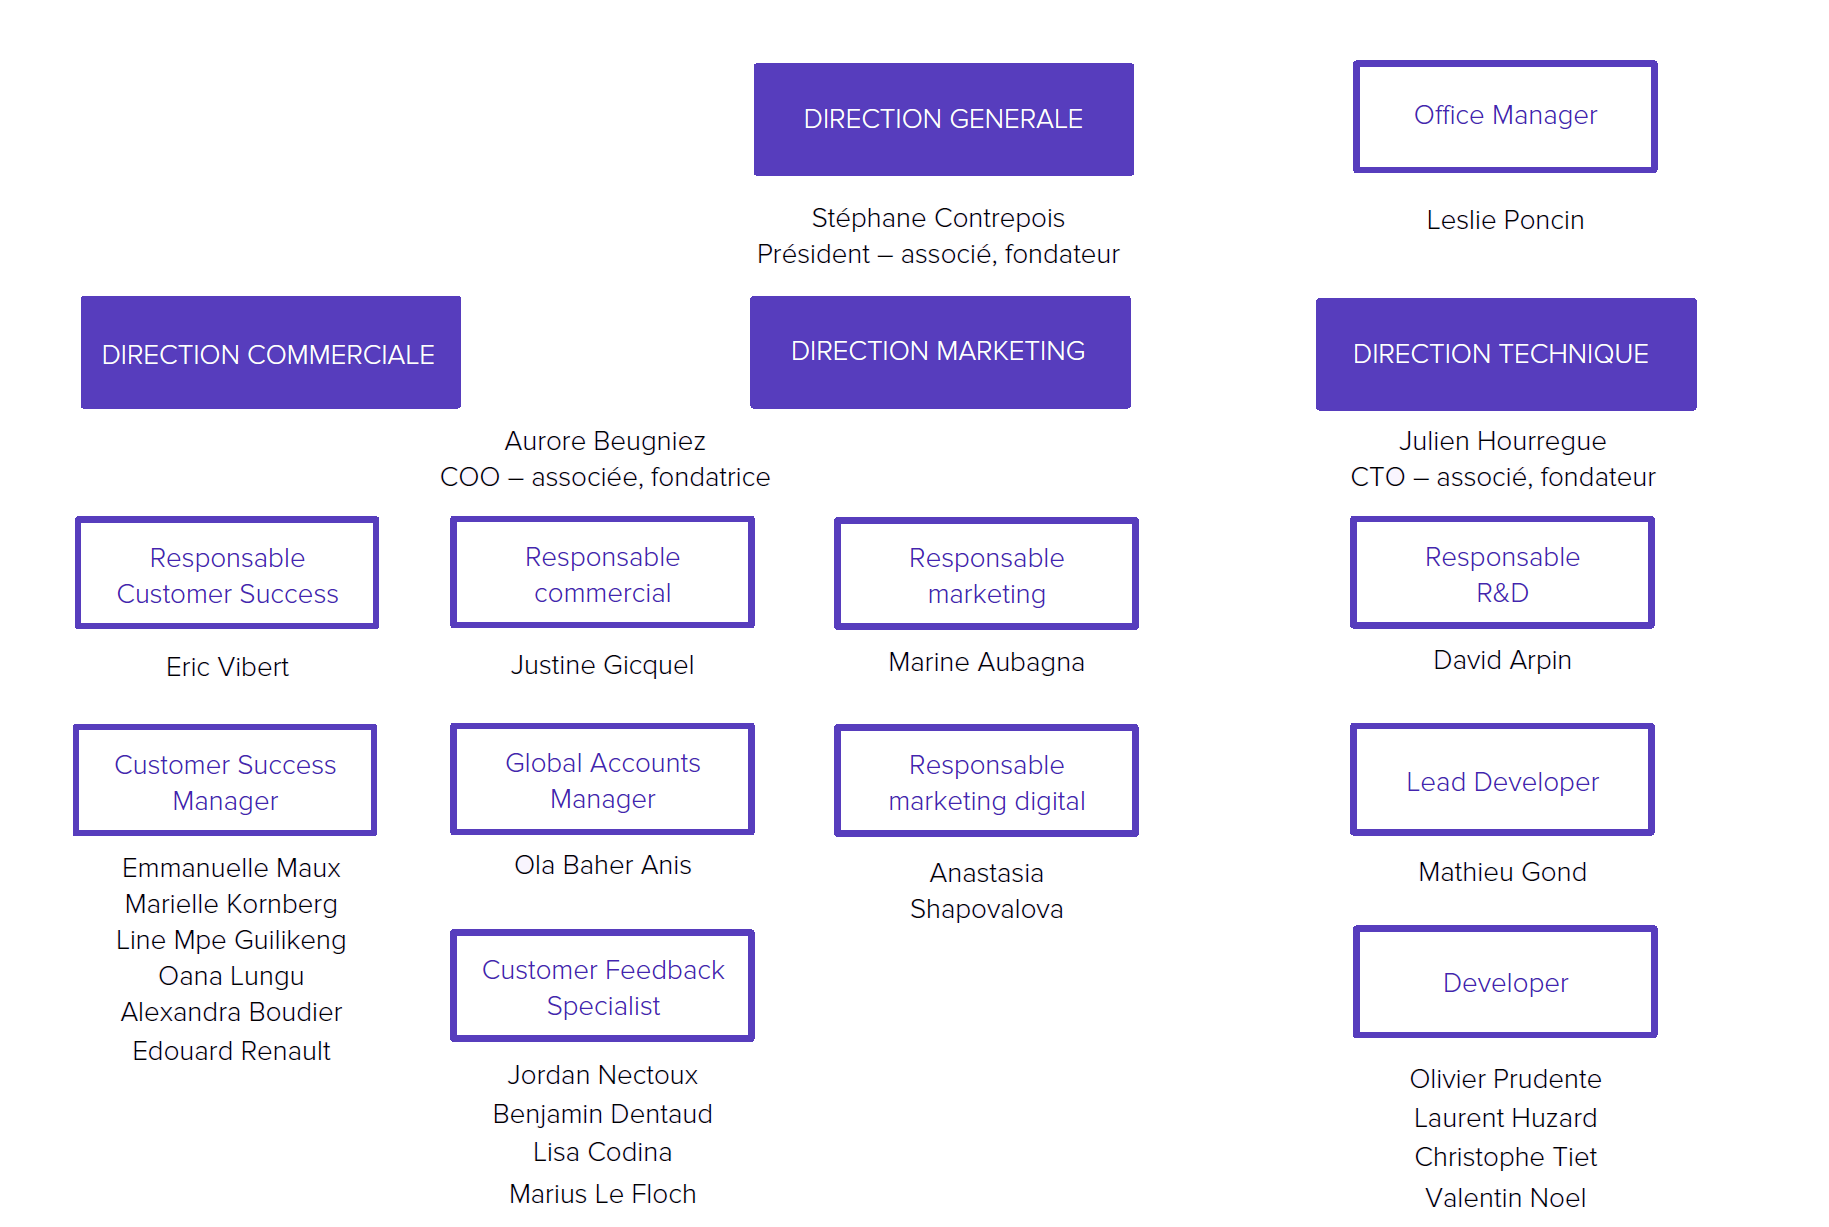 DIRECTION GENERALE
Office Manager
Stéphane Contrepois
Président – associé, fondateur
Leslie Poncin
DIRECTION COMMERCIALE
DIRECTION MARKETING
DIRECTION TECHNIQUE
Aurore Beugniez
COO – associée, fondatrice
Julien Hourregue
CTO – associé, fondateur
Responsable
Customer Success
Eric Vibert
Responsable
commercial
Justine Gicquel
Responsable
marketing
Marine Aubagna
Responsable
R&D
David Arpin
Customer Success
Manager
Emmanuelle Maux
Marielle Kornberg
Line Mpe Guilikeng
Oana Lungu
Alexandra Boudier
Edouard Renault
Global Accounts
Manager
Ola Baher Anis
Customer Feedback
Specialist
Jordan Nectoux
Benjamin Dentaud
Lisa Codina
Marius Le Floch
Responsable
marketing digital
Anastasia
Shapovalova
Lead Developer
Mathieu Gond
Developer
Olivier Prudente
Laurent Huzard
Christophe Tiet
Valentin Noel